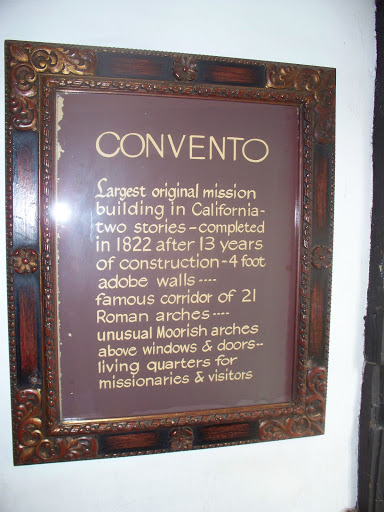 CONVENTO
Largest original mission
building in California-
two stories - completed
in 1822 after 13 years
of construction - 4 foot
adobe walls ----
famous corridor of 21
Roman arches ----
unusual Moorish arches
above windows & doors--
living quarters for
missionaries & visitors